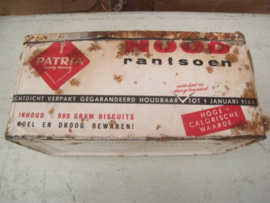 NOOD
PATRIA
rantsoen
LUCHTDICHT VERPAKT GEGARANDEERD HOUDBAAR TOT 1 JANUARI
INHOUD : 980 GRAM BISCUITS
KOEL EN DROOG BEWAREN!
HOGE
CALORISCHE
WAARDE